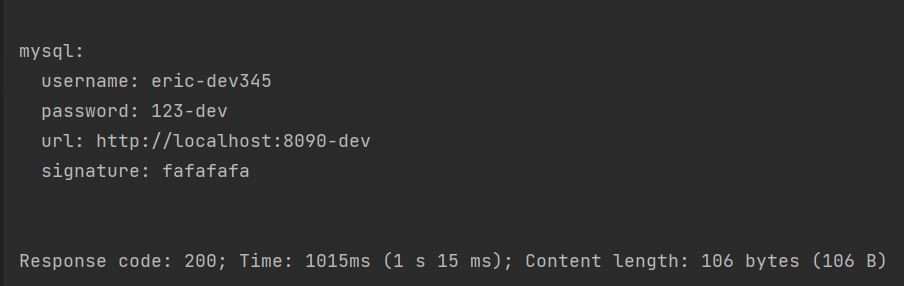 mysql:
  username: eric-dev345
  password: 123-dev
  url: http://localhost:8090-dev
  signature: fafafafa
Response code: 200; Time: 1015ms (1 s 15 ms); Content length: 106 bytes (106 B)